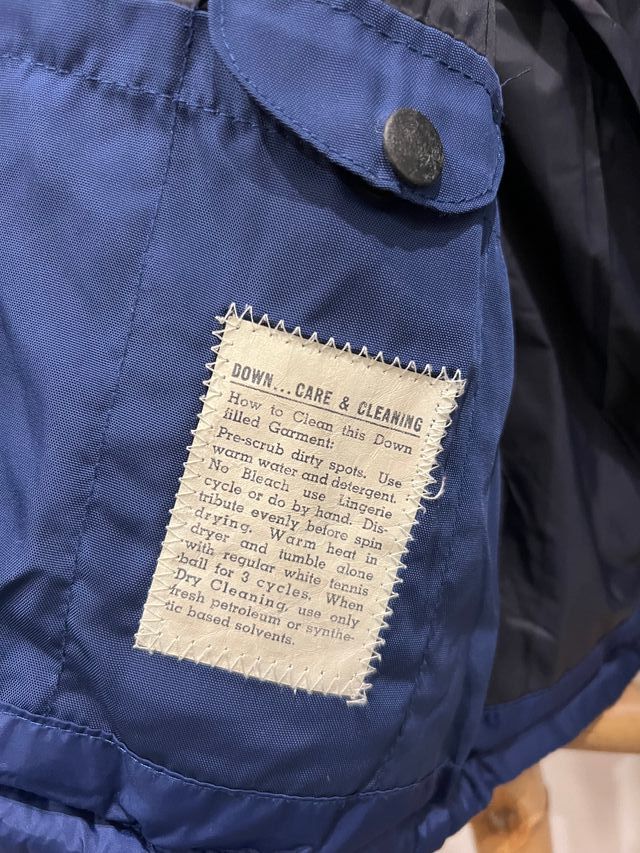 DOWN...CARE & CLEANING
How to Clean this Down
filled Garment:
Pre-scrub dirty spots. Use
warm water and detergent.
No Bleach use Lingerie
cycle or do by hand. Dis-
tribute evenly before spin
drying. Warm heat in
dryer and tumble alone
with regular white tennis
ball for 3 cycles. When
Dry Cleaning, use only
fresh petroleum or synthe-
tic based solvents.